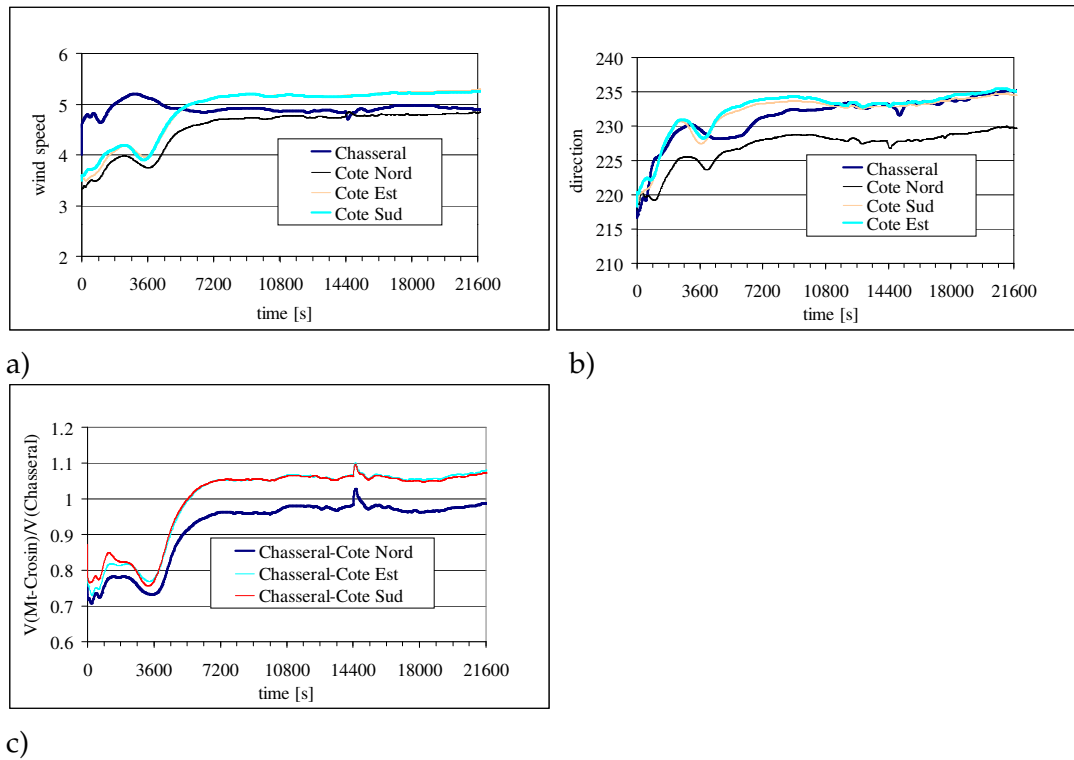 6
5
4
3
2
wind speed
Chasseral
Cote Nord
Cote Est
Cote Sud
0 3600 7200 10800 14400 18000 21600
time [s]
a)
240
235
230
225
220
215
210
direction
Chasseral
Cote Nord
Cote Sud
Cote Est
0 3600 7200 10800 14400 18000 21600
time [s]
b)
1.2
1.1
1
0.9
0.8
0.7
0.6
V(Mt-Crosin)/V(Chasseral)
Chasseral-Cote Nord
Chasseral-Cote Est
Chasseral-Cote Sud
0 3600 7200 10800 14400 18000 21600
time [s]
c)